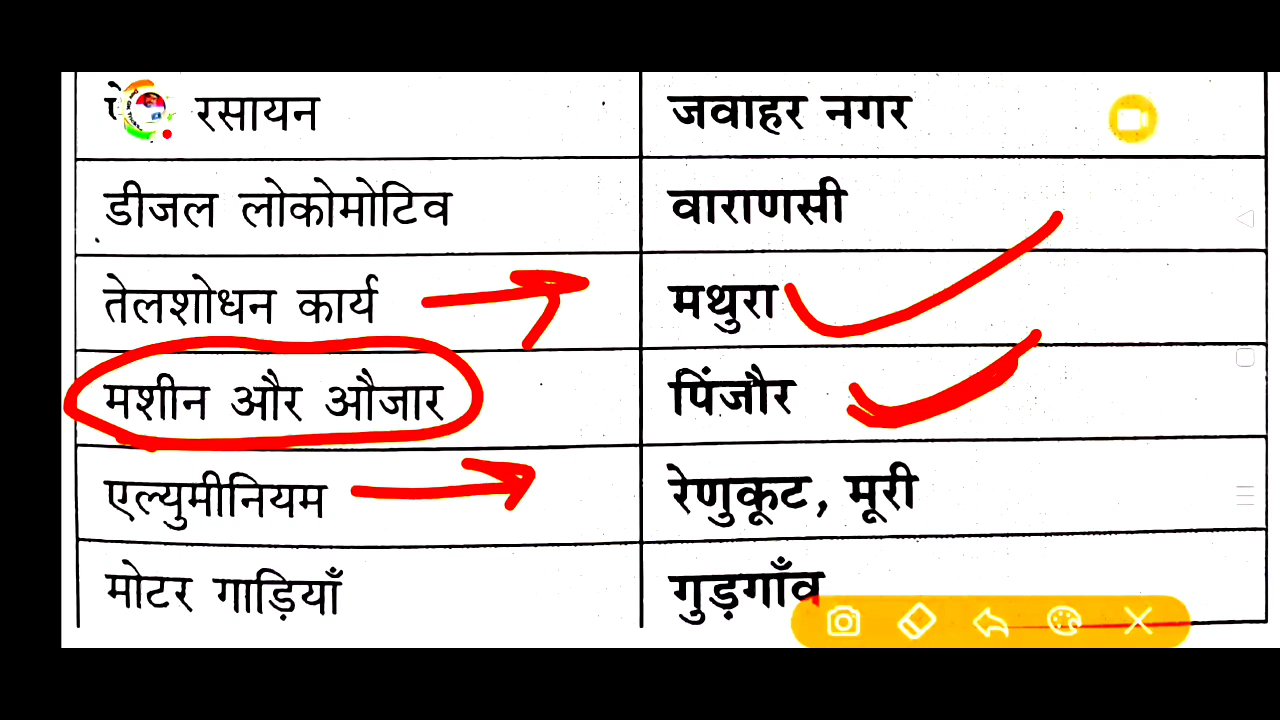 रसायन जवाहर नगर
डीजल लोकोमोटिव वाराणसी
तेलशोधन कार्य मथुरा
मशीन और औजार पिंजौर
एल्युमीनियम रेणुकूट, मूरी
मोटर गाड़ियाँ गुड़गाँव